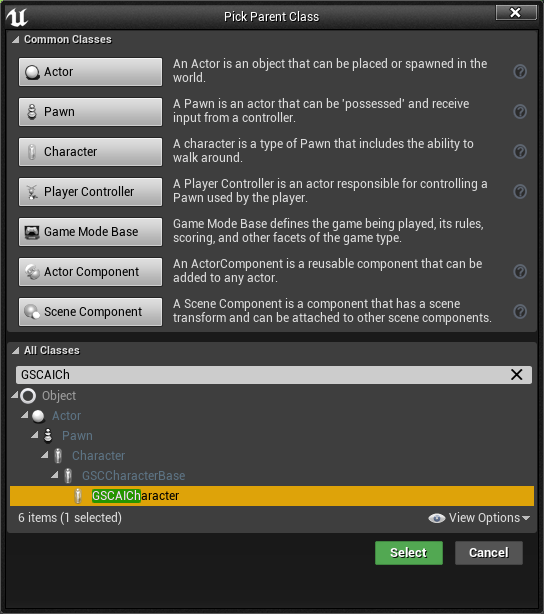 Pick Parent Class
Common Classes
Actor
An Actor is an object that can be placed or spawned in the
world.
Pawn
A Pawn is an actor that can be 'possessed' and receive
input from a controller.
Character
A character is a type of Pawn that includes the ability to
walk around.
Player Controller
A Player Controller is an actor responsible for controlling a
Pawn used by the player.
Game Mode Base
Game Mode Base defines the game being played, its rules,
scoring, and other facets of the game type.
Actor Component
An ActorComponent is a reusable component that can be
added to any actor.
Scene Component
A Scene Component is a component that has a scene
transform and can be attached to other scene components.
All Classes
GSCAICh
Object
Actor
Pawn
Character
GSCCharacterBase
GSCAICharacter
6 items (1 selected)
View Options
Select
Cancel